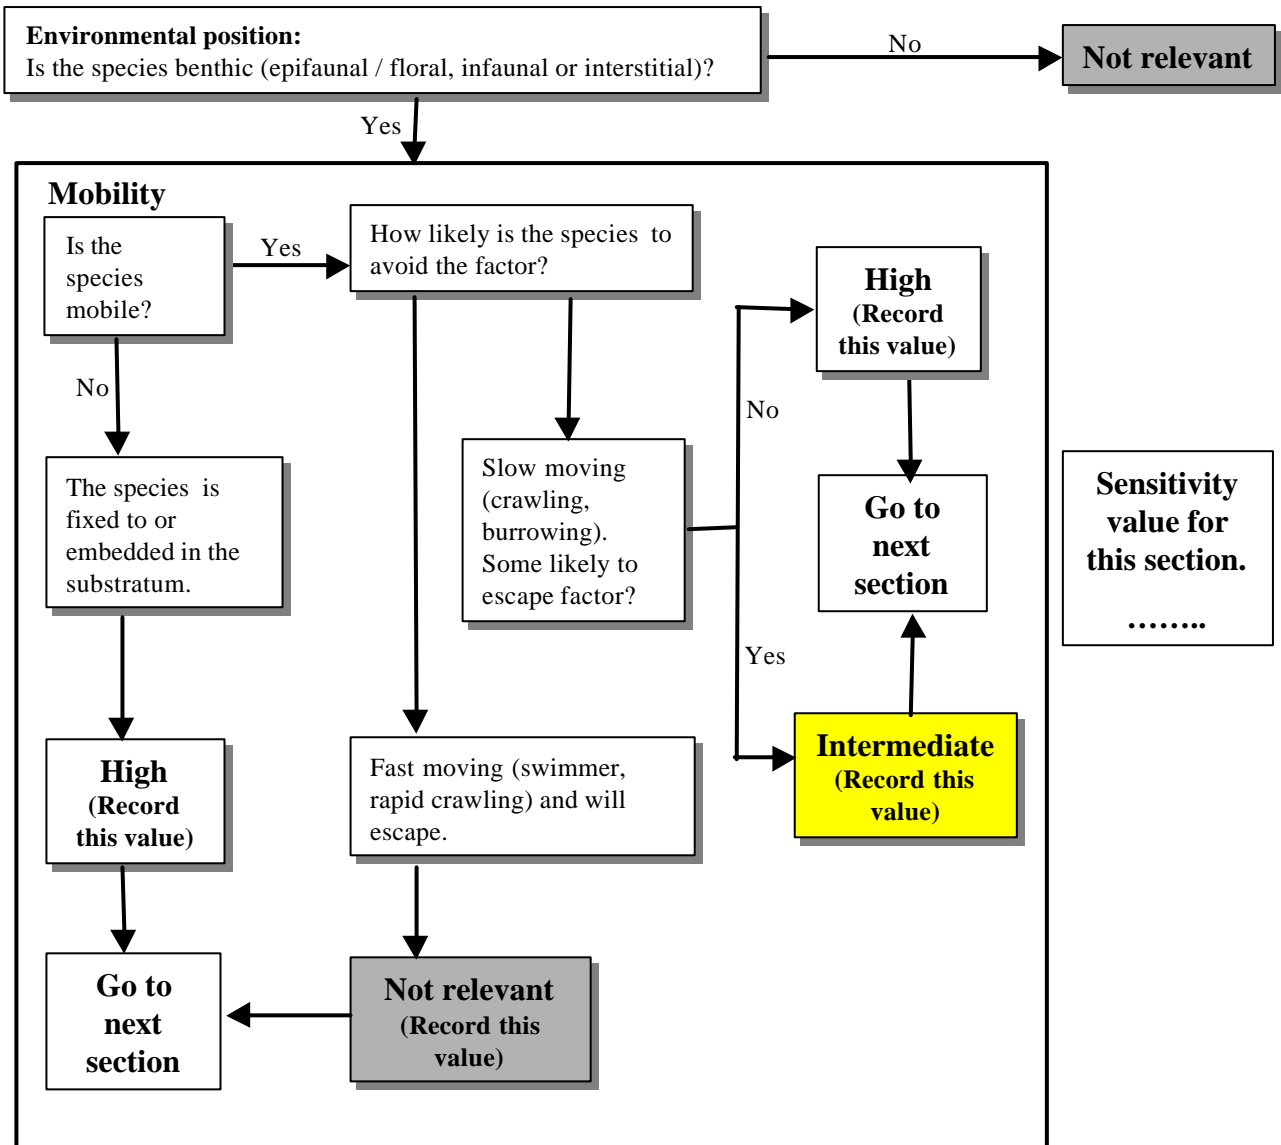 Environmental position:
Is the species benthic (epifaunal / floral, infaunal or interstitial)?
No
Not relevant
Yes
Mobility
Is the
species
mobile?
Yes
How likely is the species to
avoid the factor?
High
(Record
this value)
No
No
The species is
fixed to or
embedded in the
substratum.
Slow moving
(crawling,
burrowing).
Some likely to
escape factor?
Go to
next
section
Sensitivity
value for
this section.
……..
Yes
High
(Record
this value)
Fast moving (swimmer,
rapid crawling) and will
escape.
Intermediate
(Record this
value)
Go to
next
section
Not relevant
(Record this
value)